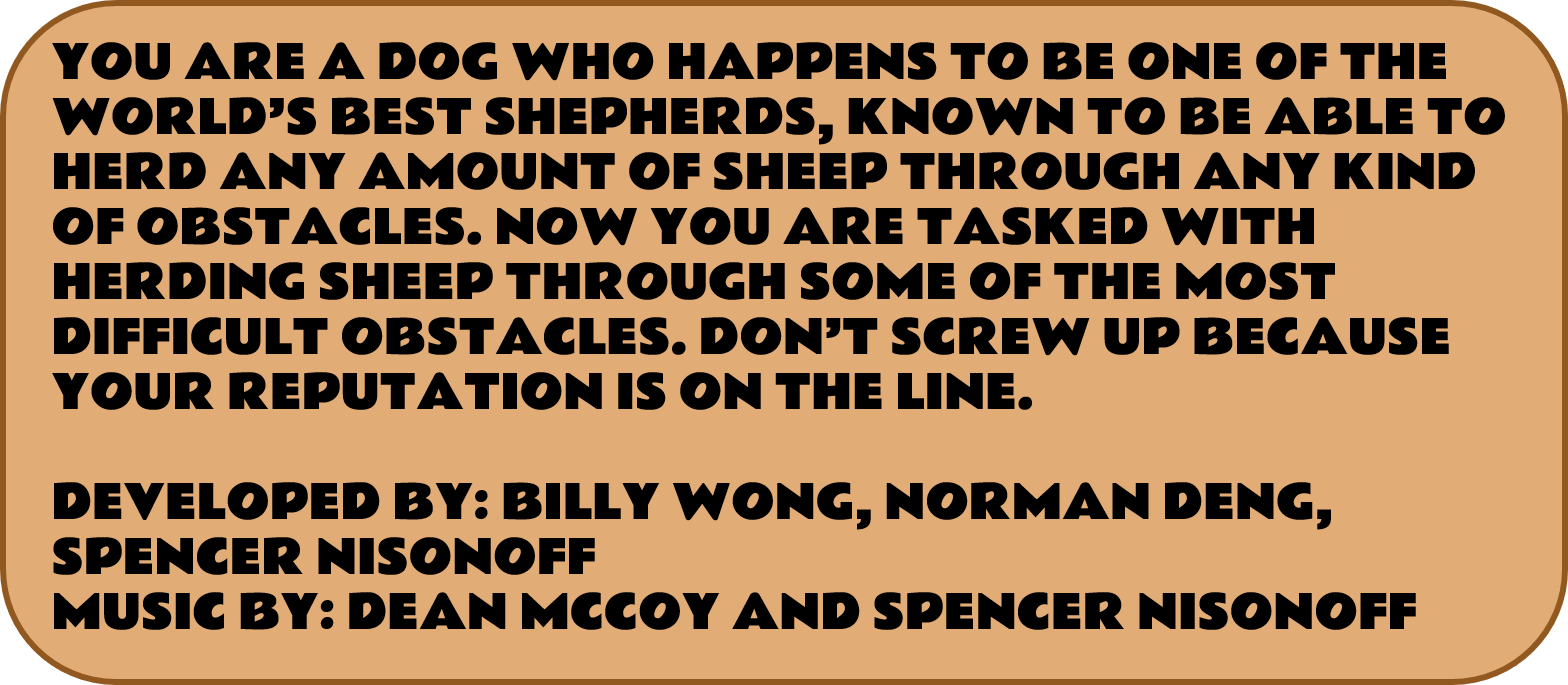 YOU ARE A DOG WHO HAPPENS TO BE ONE OF THE
WORLD’S BEST SHEPHERDS, KNOWN TO BE ABLE TO
HERD ANY AMOUNT OF SHEEP THROUGH ANY KIND
OF OBSTACLES. NOW YOU ARE TASKED WITH
HERDING SHEEP THROUGH SOME OF THE MOST
DIFFICULT OBSTACLES. DON’T SCREW UP BECAUSE
YOUR REPUTATION IS ON THE LINE.
DEVELOPED BY: BILLY WONG, NORMAN DENG,
SPENCER NISONOFF
MUSIC BY: DEAN MCCOY AND SPENCER NISONOFF